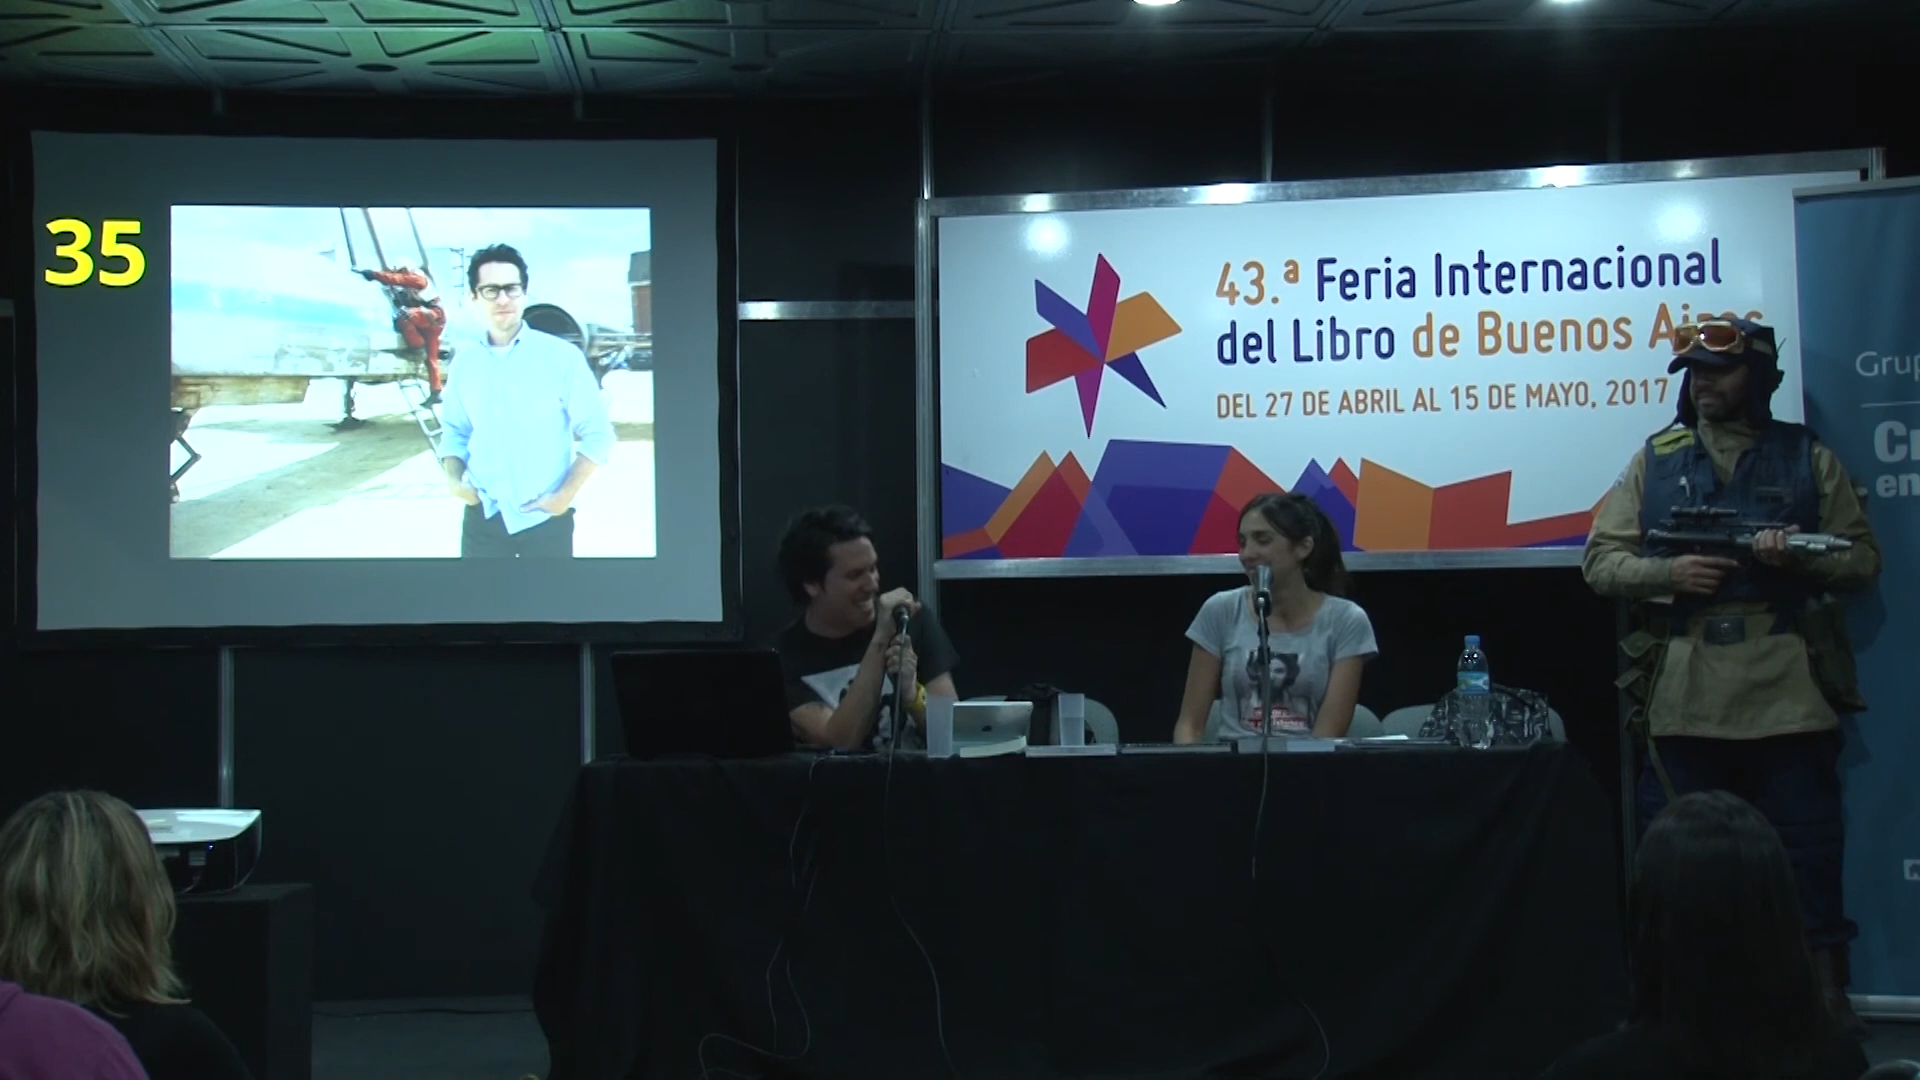 35
43.ª Feria Internacional
del Libro de Buenos Aires
DEL 27 DE ABRIL AL 15 DE MAYO, 2017
Grup
Cr
en